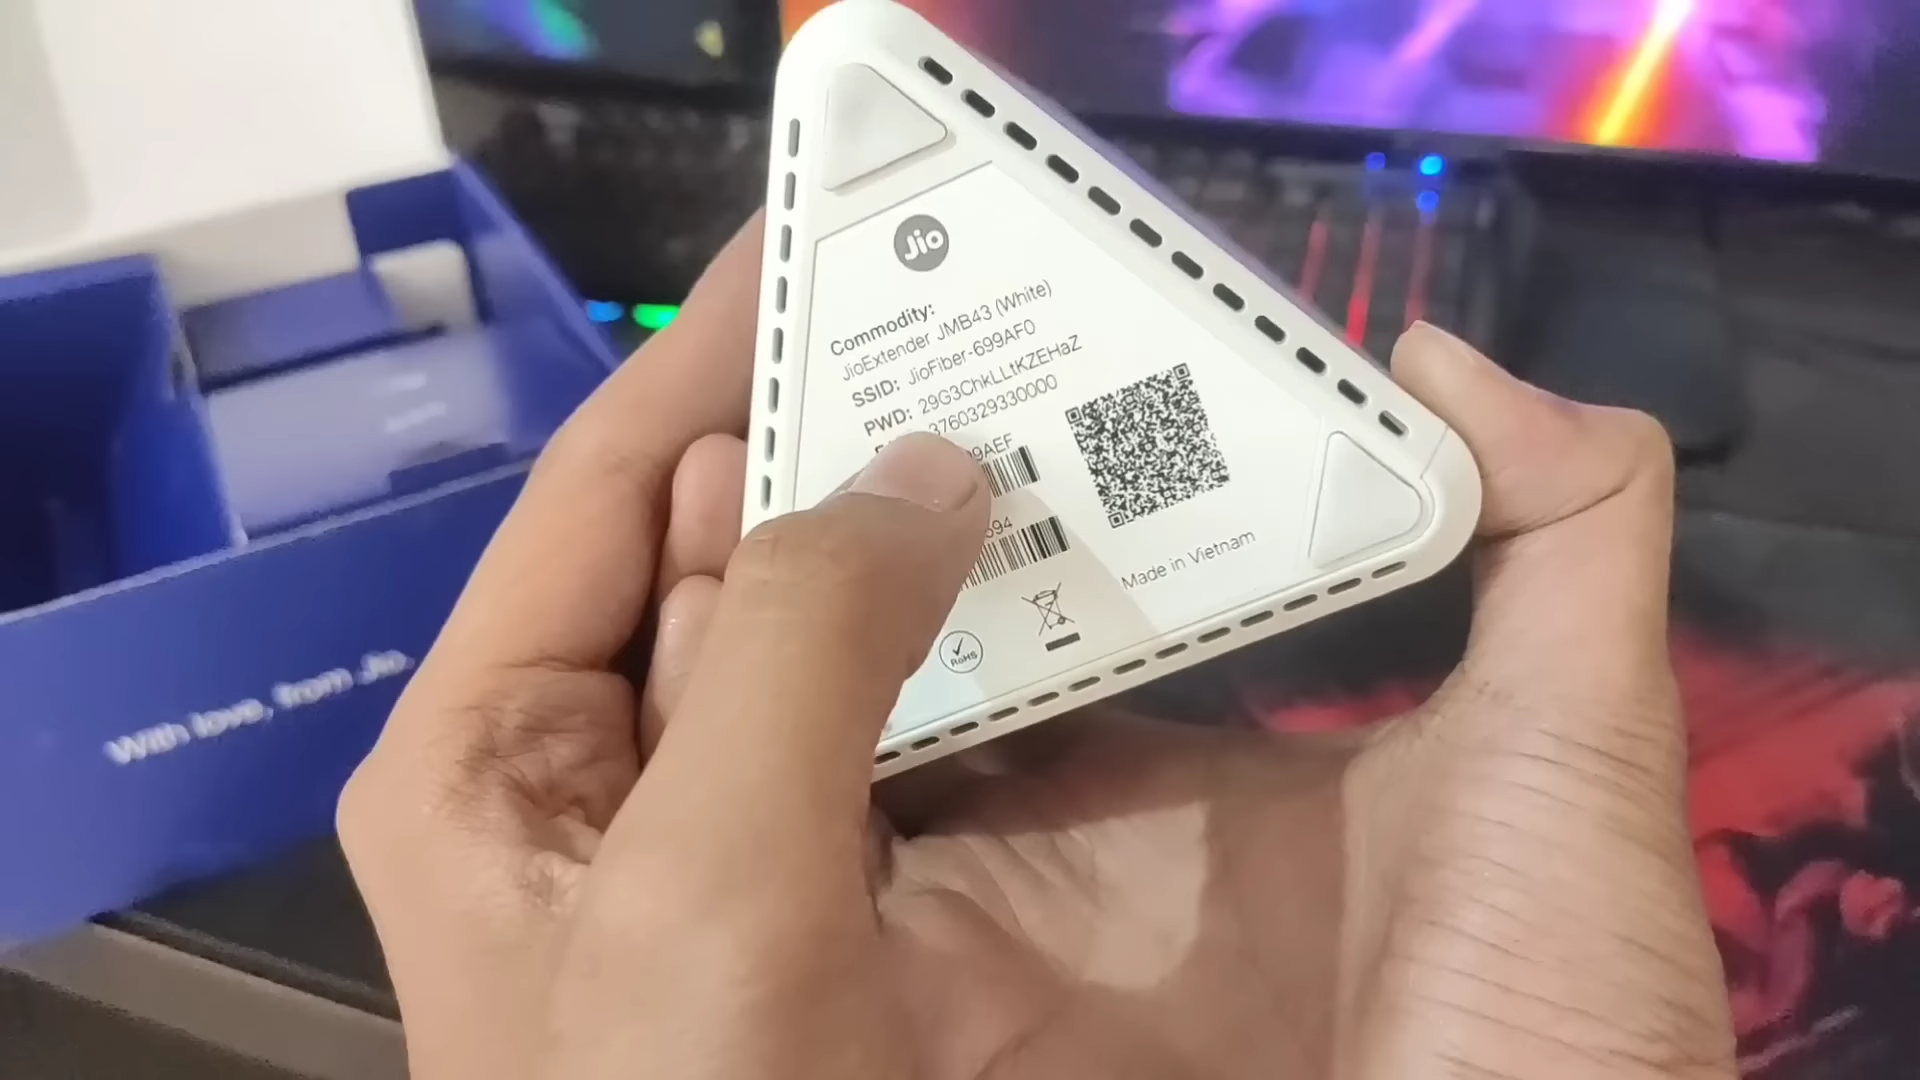 Jio
Commodity:
JioExtender JMB43 (White)
SSID: JioFiber-699AF0
PWD: 29G3ChkLLtKZEHaZ
3760329330000
9AEF
594
Made in Vietnam
RoHS
With love, from Jio.